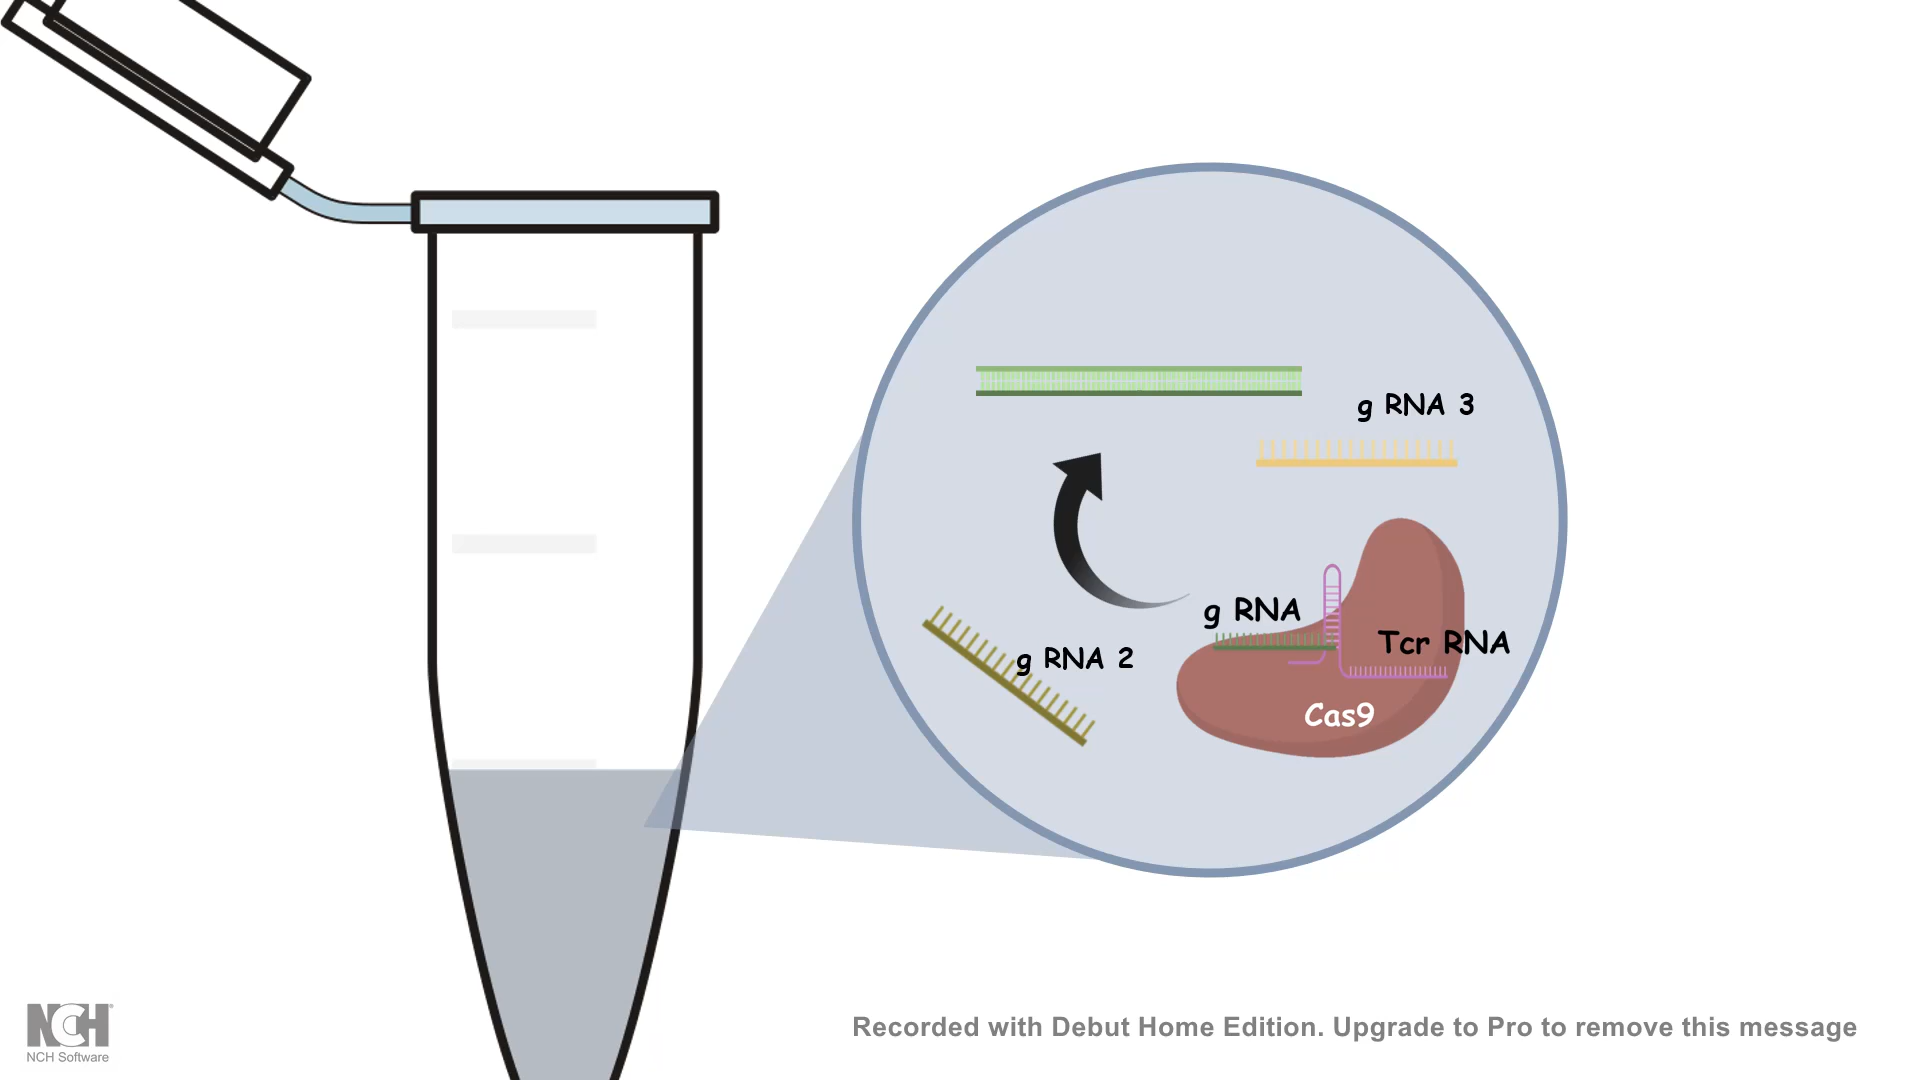 g RNA 3
g RNA
g RNA 2
Tcr RNA
Cas9
NCH
NCH Software
Recorded with Debut Home Edition. Upgrade to Pro to remove this message